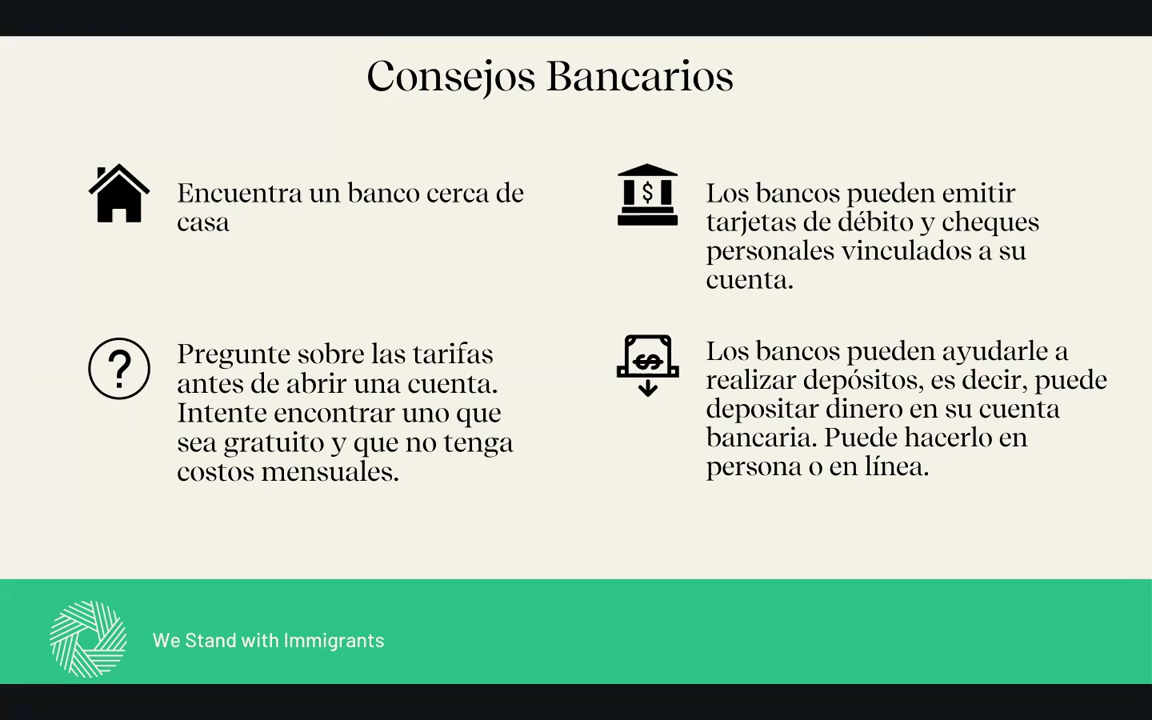 Consejos Bancarios
Encuentra un banco cerca de
casa
Los bancos pueden emitir
tarjetas de débito y cheques
personales vinculados a su
cuenta.
Pregunte sobre las tarifas
antes de abrir una cuenta.
Intente encontrar uno que
sea gratuito y que no tenga
costos mensuales.
Los bancos pueden ayudarle a
realizar depósitos, es decir, puede
depositar dinero en su cuenta
bancaria. Puede hacerlo en
persona o en línea.
We Stand with Immigrants